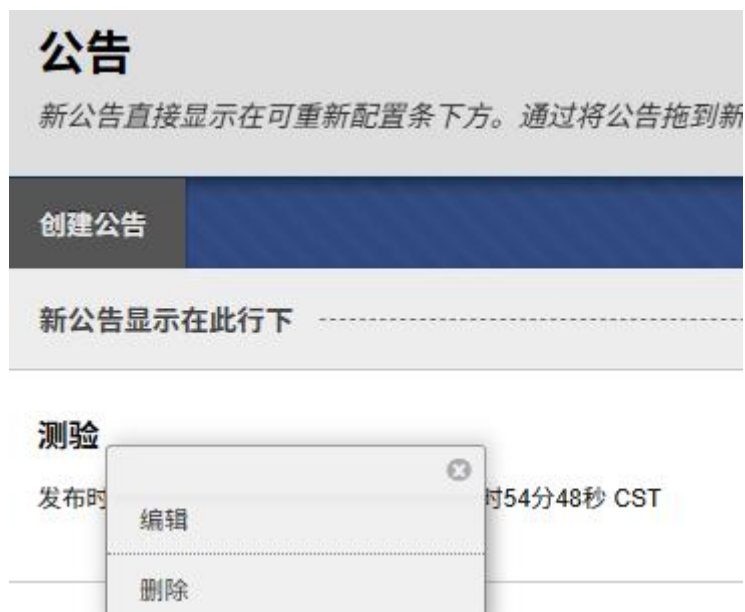 公告
新公告直接显示在可重新配置条下方。通过将公告拖到新
创建公告
新公告显示在此行下
测验
发布时
时54分48秒 CST
编辑
删除